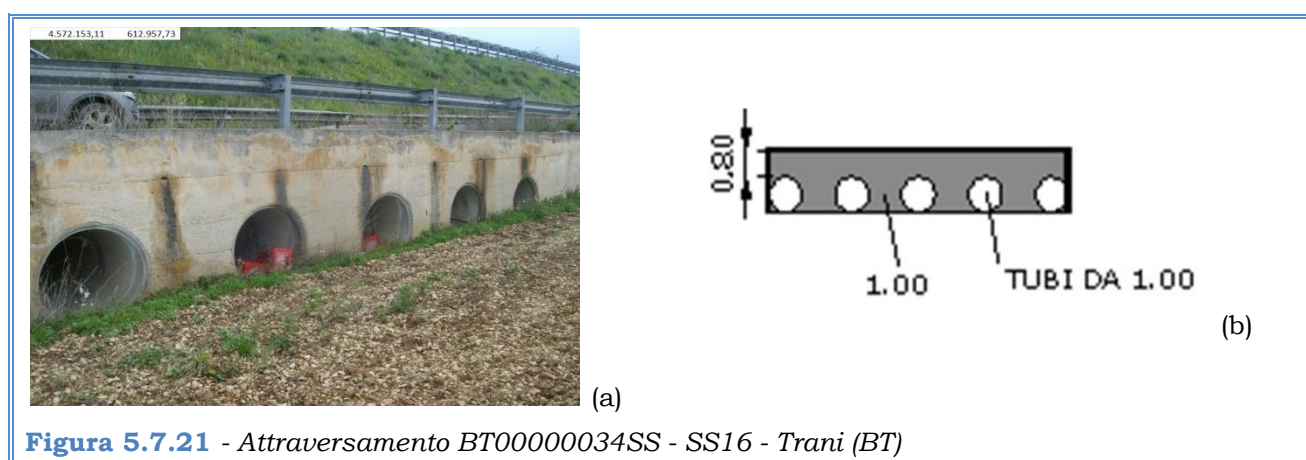 4.572.153,11 612.957,73
0.80
1.00
TUBI DA 1.00
(a)
(b)
Figura 5.7.21 - Attraversamento BT00000034SS - SS16 - Trani (BT)